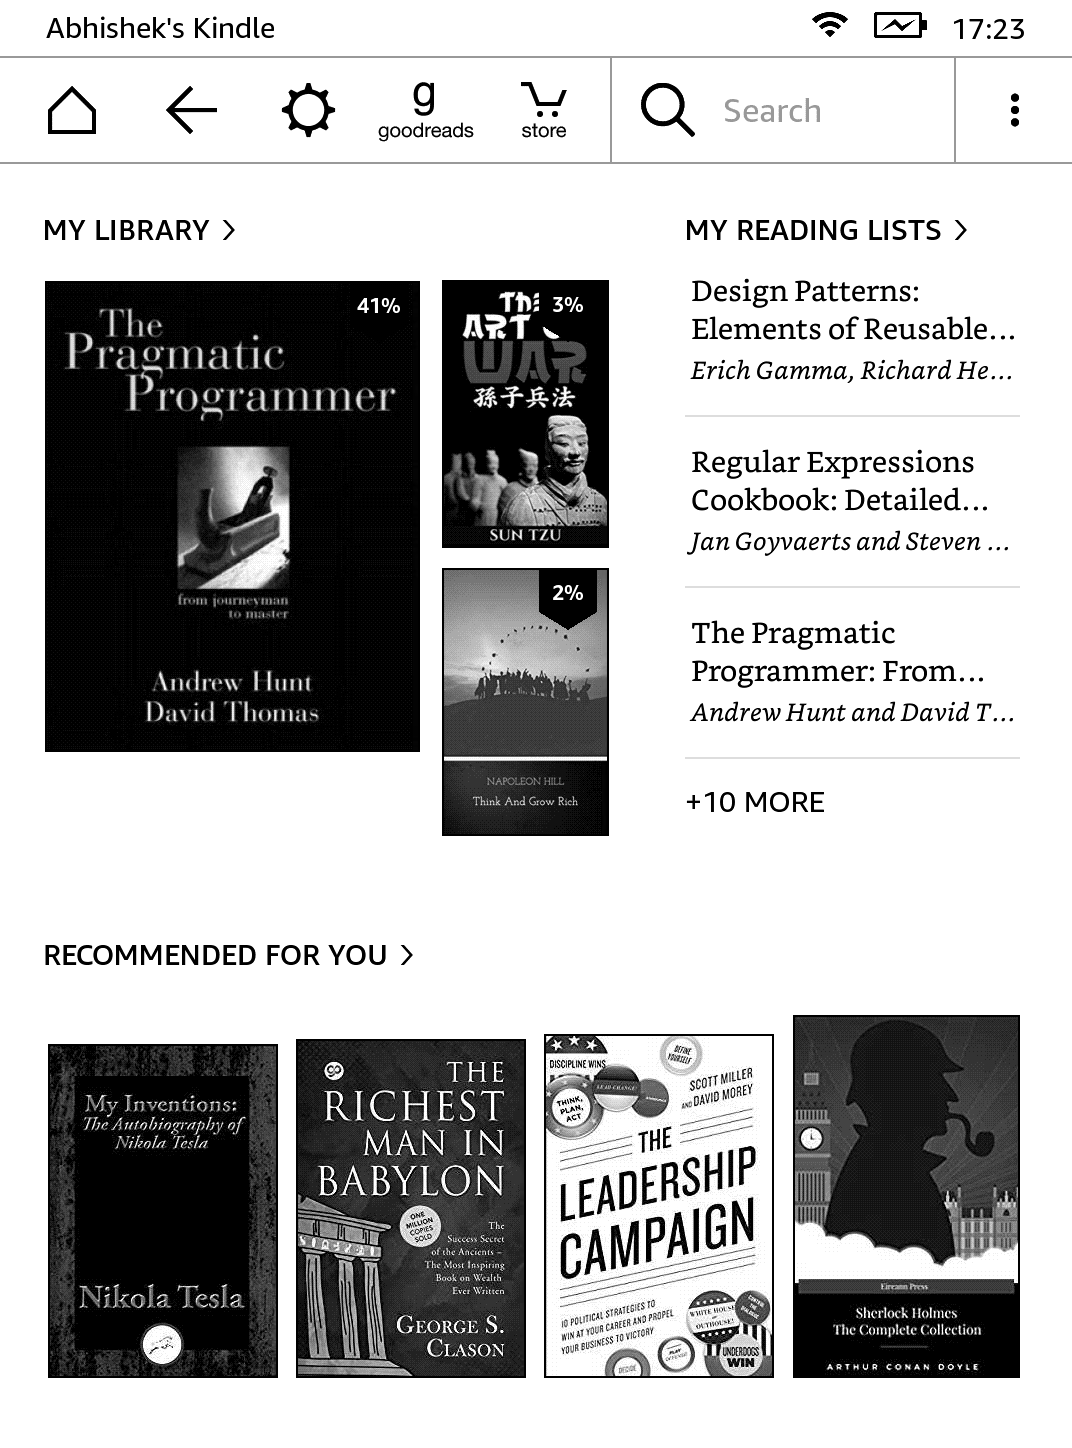 Abhishek's Kindle
17:23
goodreads
store
Search
MY LIBRARY
41%
The
Pragmatic
Programmer
from journeyman
to master
Andrew Hunt
David Thomas
3%
The
ART
WAR
孫子兵法
SUN TZU
2%
NAPOLEON HILL
Think And Grow Rich
MY READING LISTS
Design Patterns:
Elements of Reusable...
Erich Gamma, Richard He...
Regular Expressions
Cookbook: Detailed...
Jan Goyvaerts and Steven ...
The Pragmatic
Programmer: From...
Andrew Hunt and David T...
+10 MORE
RECOMMENDED FOR YOU
My Inventions:
The Autobiography of
Nikola Tesla
Nikola Tesla
THE
RICHEST
MAN IN
BABYLON
ONE
MILLION
COPIES
SOLD
The
Success Secret
of the Ancients –
The Most Inspiring
Book on Wealth
Ever Written
GEORGE S.
CLASON
DISCIPLINE WINS
DEFINE
YOURSELF
LEAD CHANGE!
THINK,
PLAN,
ACT
SCOTT MILLER
AND DAVID MOREY
THE
LEADERSHIP
CAMPAIGN
10 POLITICAL STRATEGIES TO
WIN AT YOUR CAREER AND PROPEL
YOUR BUSINESS TO VICTORY
WHITE HOUSE
OR
OUTHOUSE!
CONTROL
THE
DIALOGUE
DECIDE
PLAY
OFFENSE!
UNDERDOGS
WIN
Eireann Press
Sherlock Holmes
The Complete Collection
ARTHUR CONAN DOYLE